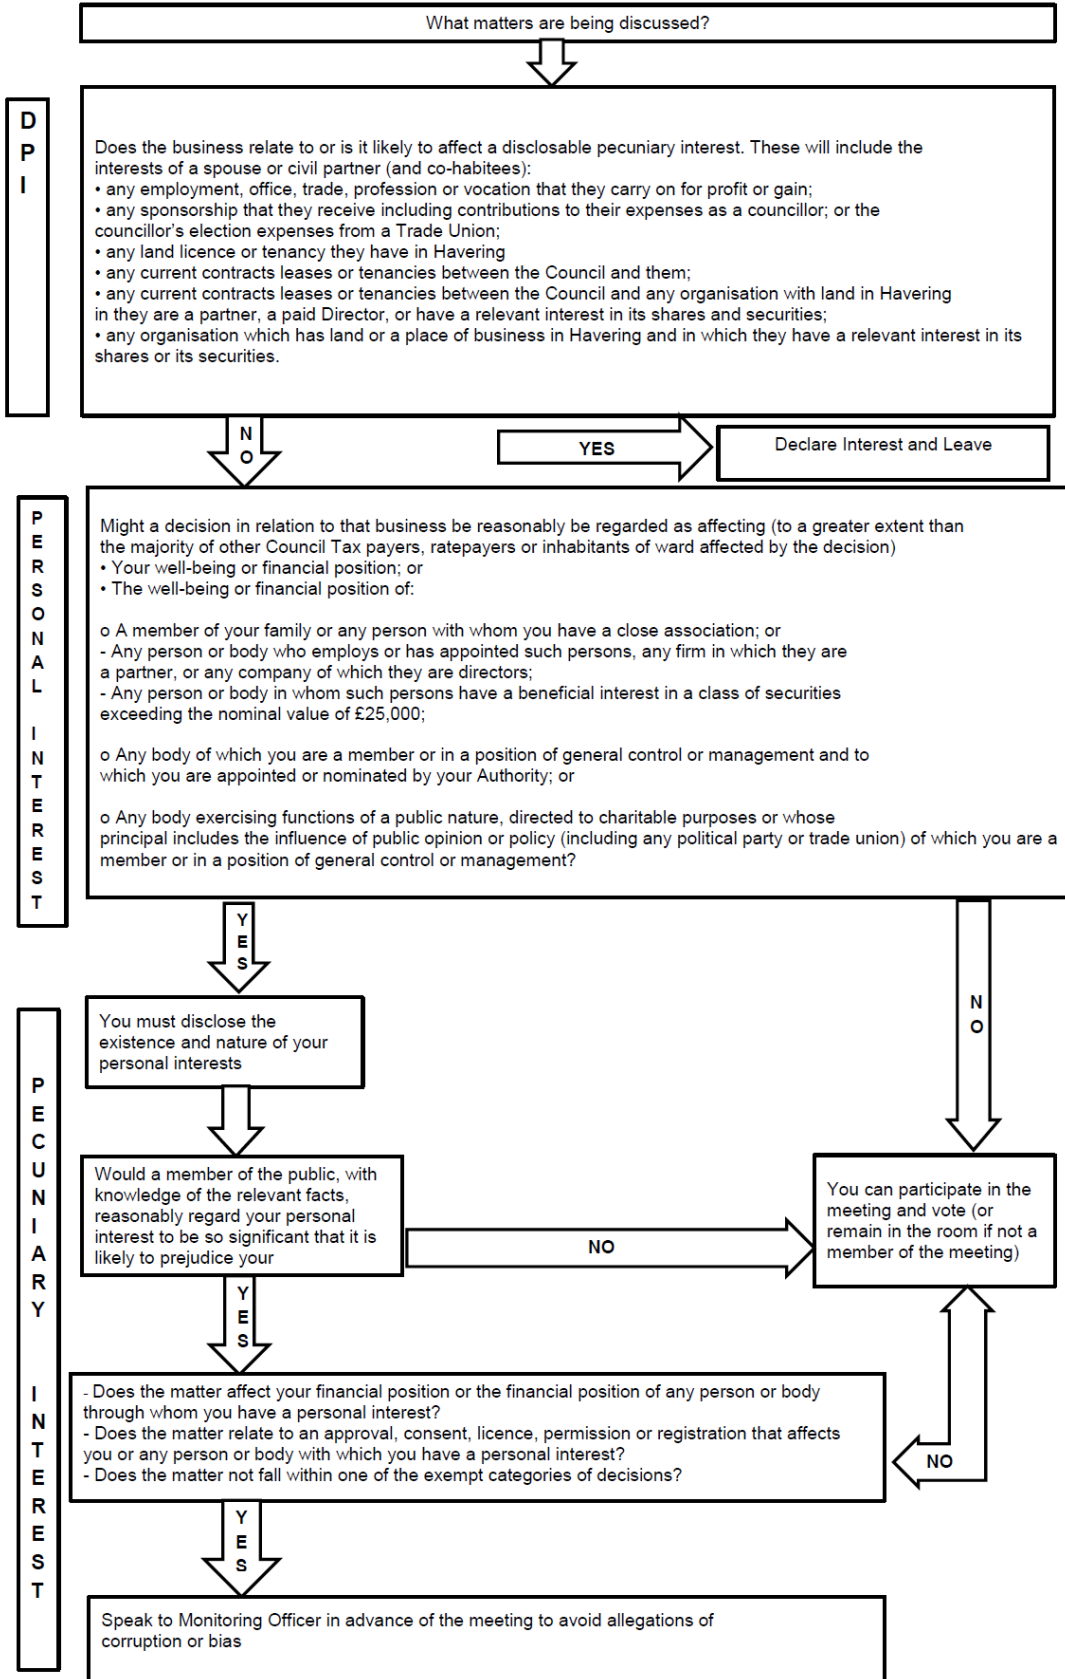 What matters are being discussed?
D
P
I
Does the business relate to or is it likely to affect a disclosable pecuniary interest. These will include the
interests of a spouse or civil partner (and co-habitees):
• any employment, office, trade, profession or vocation that they carry on for profit or gain;
• any sponsorship that they receive including contributions to their expenses as a councillor; or the
councillor's election expenses from a Trade Union;
• any land licence or tenancy they have in Havering
• any current contracts leases or tenancies between the Council and them;
• any current contracts leases or tenancies between the Council and any organisation with land in Havering
in they are a partner, a paid Director, or have a relevant interest in its shares and securities;
• any organisation which has land or a place of business in Havering and in which they have a relevant interest in its
shares or its securities.
N
O
YES
Declare Interest and Leave
P
E
R
S
O
N
A
L
I
N
T
E
R
E
S
T
Might a decision in relation to that business be reasonably be regarded as affecting (to a greater extent than
the majority of other Council Tax payers, ratepayers or inhabitants of ward affected by the decision)
• Your well-being or financial position; or
• The well-being or financial position of:
o A member of your family or any person with whom you have a close association; or
- Any person or body who employs or has appointed such persons, any firm in which they are
a partner, or any company of which they are directors;
- Any person or body in whom such persons have a beneficial interest in a class of securities
exceeding the nominal value of £25,000;
o Any body of which you are a member or in a position of general control or management and to
which you are appointed or nominated by your Authority; or
o Any body exercising functions of a public nature, directed to charitable purposes or whose
principal includes the influence of public opinion or policy (including any political party or trade union) of which you are a
member or in a position of general control or management?
Y
E
S
N
O
P
E
C
U
N
I
A
R
Y
I
N
T
E
R
E
S
T
You must disclose the
existence and nature of your
personal interests
Would a member of the public, with
knowledge of the relevant facts,
reasonably regard your personal
interest to be so significant that it is
likely to prejudice your
NO
You can participate in the
meeting and vote (or
remain in the room if not a
member of the meeting)
Y
E
S
- Does the matter affect your financial position or the financial position of any person or body
through whom you have a personal interest?
- Does the matter relate to an approval, consent, licence, permission or registration that affects
you or any person or body with which you have a personal interest?
- Does the matter not fall within one of the exempt categories of decisions?
NO
Y
E
S
Speak to Monitoring Officer in advance of the meeting to avoid allegations of
corruption or bias